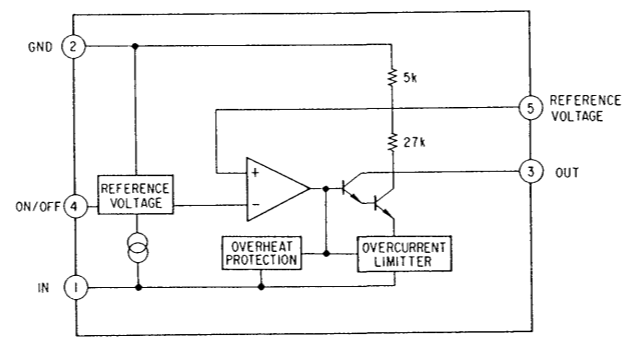 GND 2
5k
5 REFERENCE
VOLTAGE
27k
3 OUT
+
REFERENCE
VOLTAGE
ON/OFF 4
−
OVERHEAT
PROTECTION
OVERCURRENT
LIMITTER
IN 1